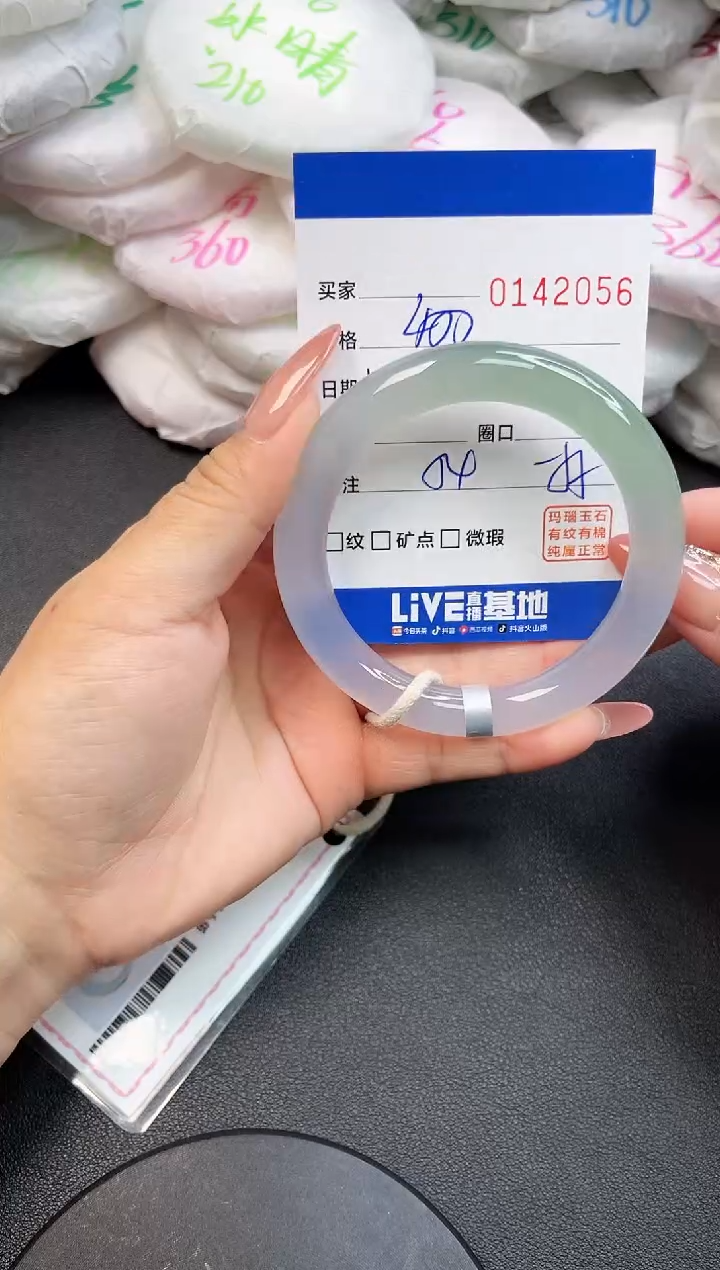 210
310
360
360
买家
0142056
格
400
日期
圈口
注
04
纹 矿点 微瑕
玛瑙玉石
有纹有棉
纯属正常
LiVE直播基地
今日头条 抖音 西瓜视频 抖音火山版